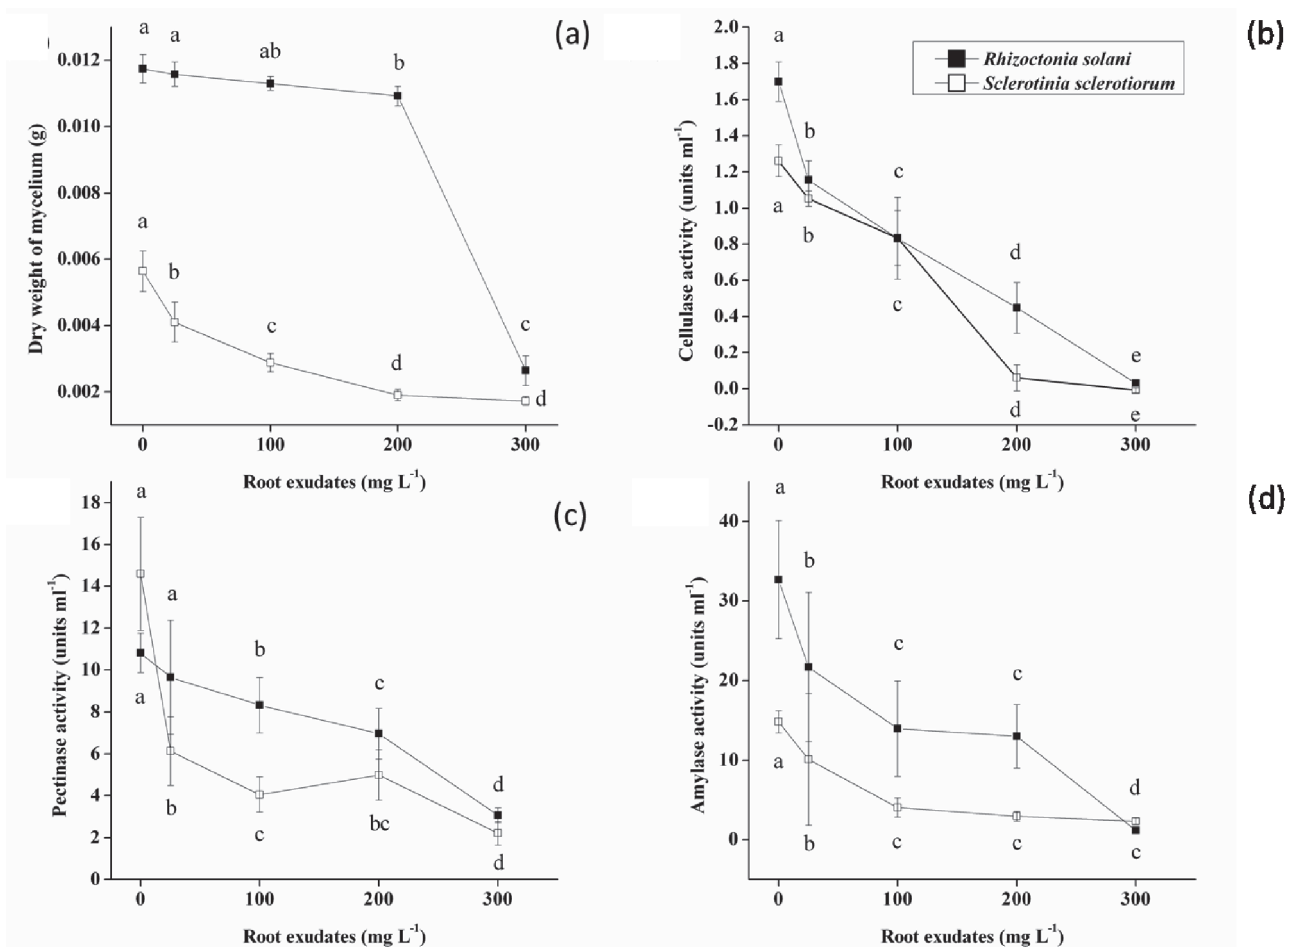 (a)
a
a
ab
b
0.012
0.010
0.008
0.006
0.004
0.002
a
b
c
d
c
d
0 100 200 300
Dry weight of mycelium (g)
Root exudates (mg L⁻¹)
(b)
Rhizoctonia solani
Sclerotinia sclerotiorum
2.0
1.8
1.6
1.4
1.2
1.0
0.8
0.6
0.4
0.2
0.0
-0.2
a
b
c
d
e
a
b
c
d
e
0 100 200 300
Cellulase activity (units ml⁻¹)
Root exudates (mg L⁻¹)
(c)
18
16
14
12
10
8
6
4
2
0
a
a
b
c
d
a
b
c
bc
d
0 100 200 300
Pectinase activity (units ml⁻¹)
Root exudates (mg L⁻¹)
(d)
40
30
20
10
0
a
b
c
c
d
a
b
c
c
c
0 100 200 300
Amylase activity (units ml⁻¹)
Root exudates (mg L⁻¹)